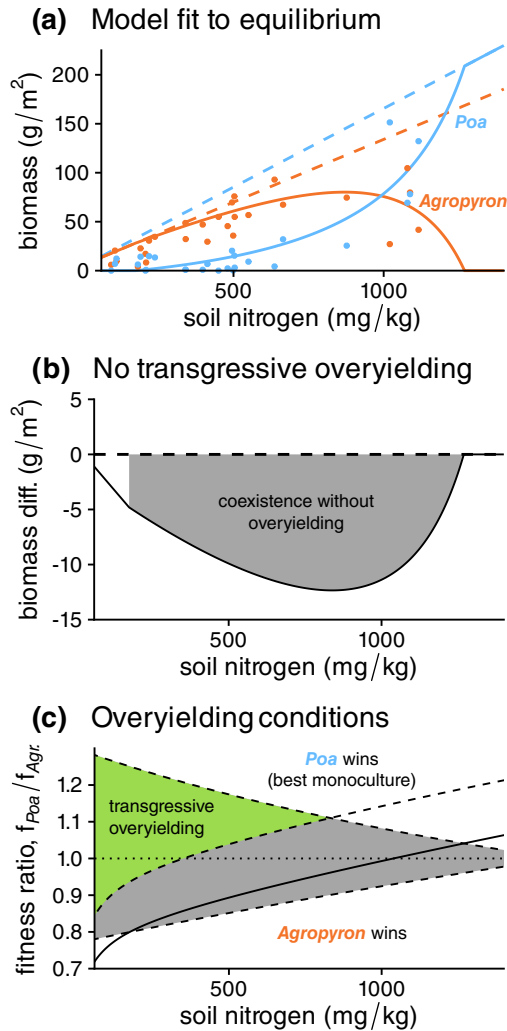 (a) Model fit to equilibrium
biomass (g/m²)
200
150
100
50
0
Poa
Agropyron
500
1000
soil nitrogen (mg/kg)
(b) No transgressive overyielding
biomass diff. (g/m²)
5
0
-5
-10
-15
coexistence without
overyielding
500
1000
soil nitrogen (mg/kg)
(c) Overyielding conditions
fitness ratio, fPoa/fAgr.
1.2
1.1
1.0
0.9
0.8
0.7
Poa wins
(best monoculture)
transgressive
overyielding
Agropyron wins
500
1000
soil nitrogen (mg/kg)